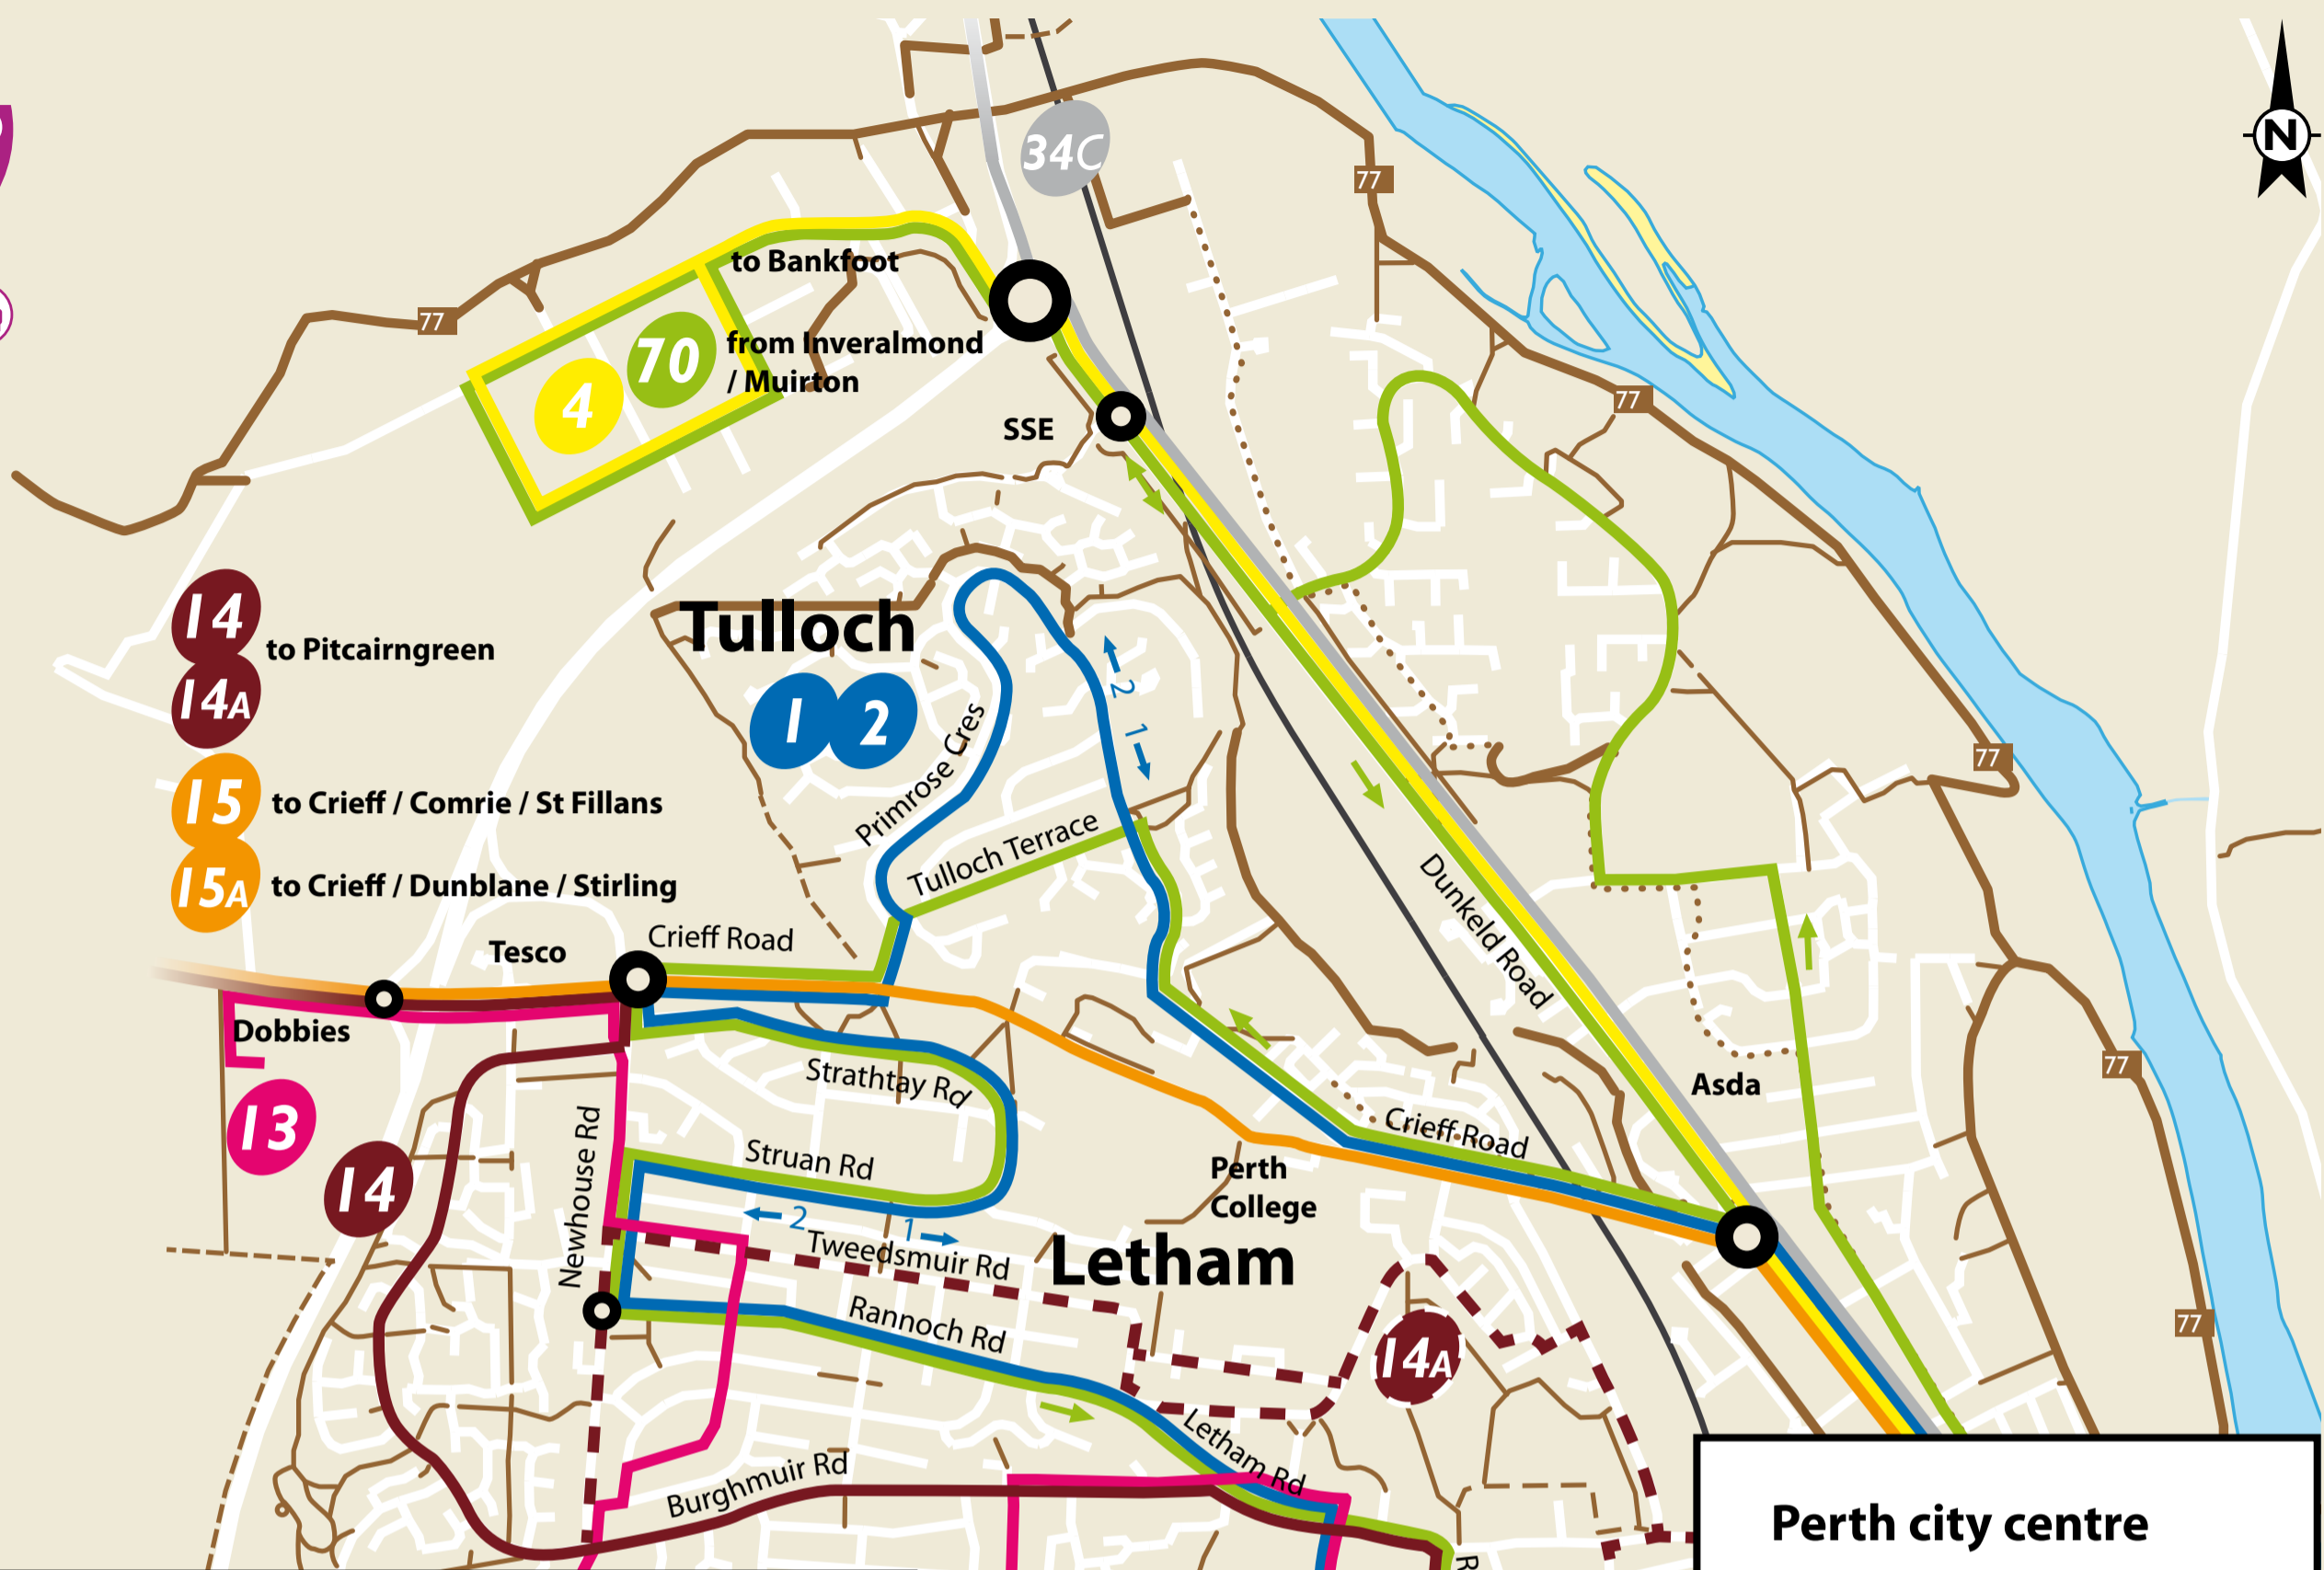 N
34C
77
77
to Bankfoot
70
from Inveralmond
/ Muirton
4
77
SSE
14
to Pitcairngreen
14A
Tulloch
1 2
2
1
Primrose Cres
Tulloch Terrace
77
15
to Crieff / Comrie / St Fillans
15A
to Crieff / Dunblane / Stirling
Dunkeld Road
Tesco
Crieff Road
Dobbies
13
Strathtay Rd
Asda
77
Crieff Road
Newhouse Rd
Struan Rd
Perth
College
14
2
1
Tweedsmuir Rd
Letham
77
Rannoch Rd
14A
Letham Rd
Burghmuir Rd
Perth city centre
R